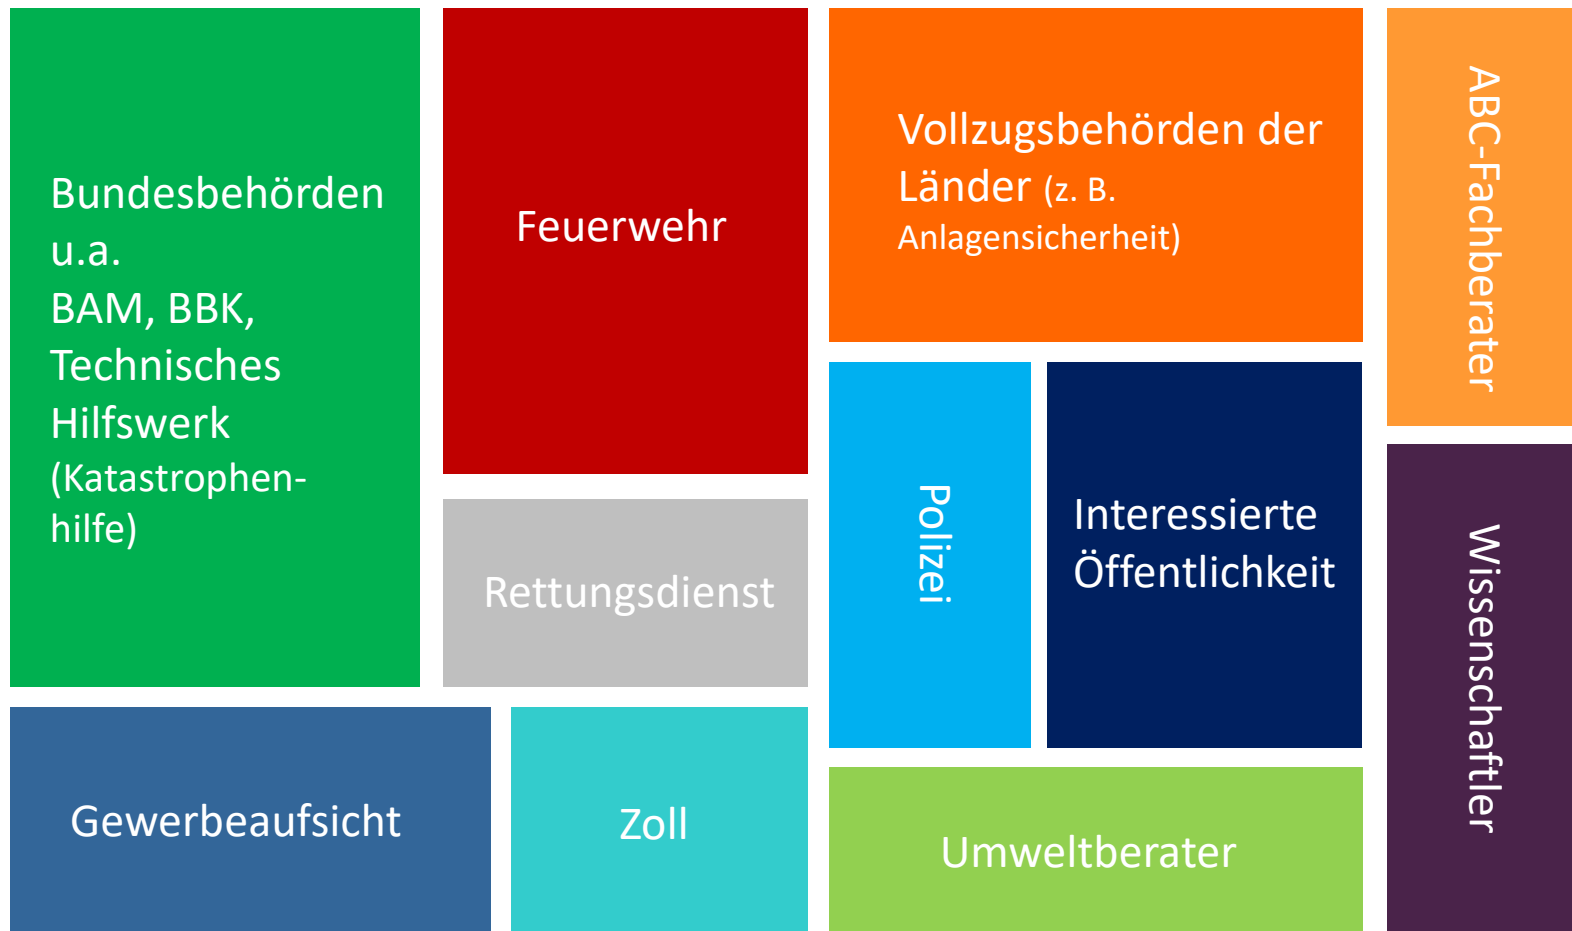 Bundesbehörden
u.a.
BAM, BBK,
Technisches
Hilfswerk
(Katastrophen-
hilfe)
Feuerwehr
Vollzugsbehörden der
Länder (z. B.
Anlagensicherheit)
ABC-Fachberater
Rettungsdienst
Polizei
Interessierte
Öffentlichkeit
Wissenschaftler
Gewerbeaufsicht
Zoll
Umweltberater